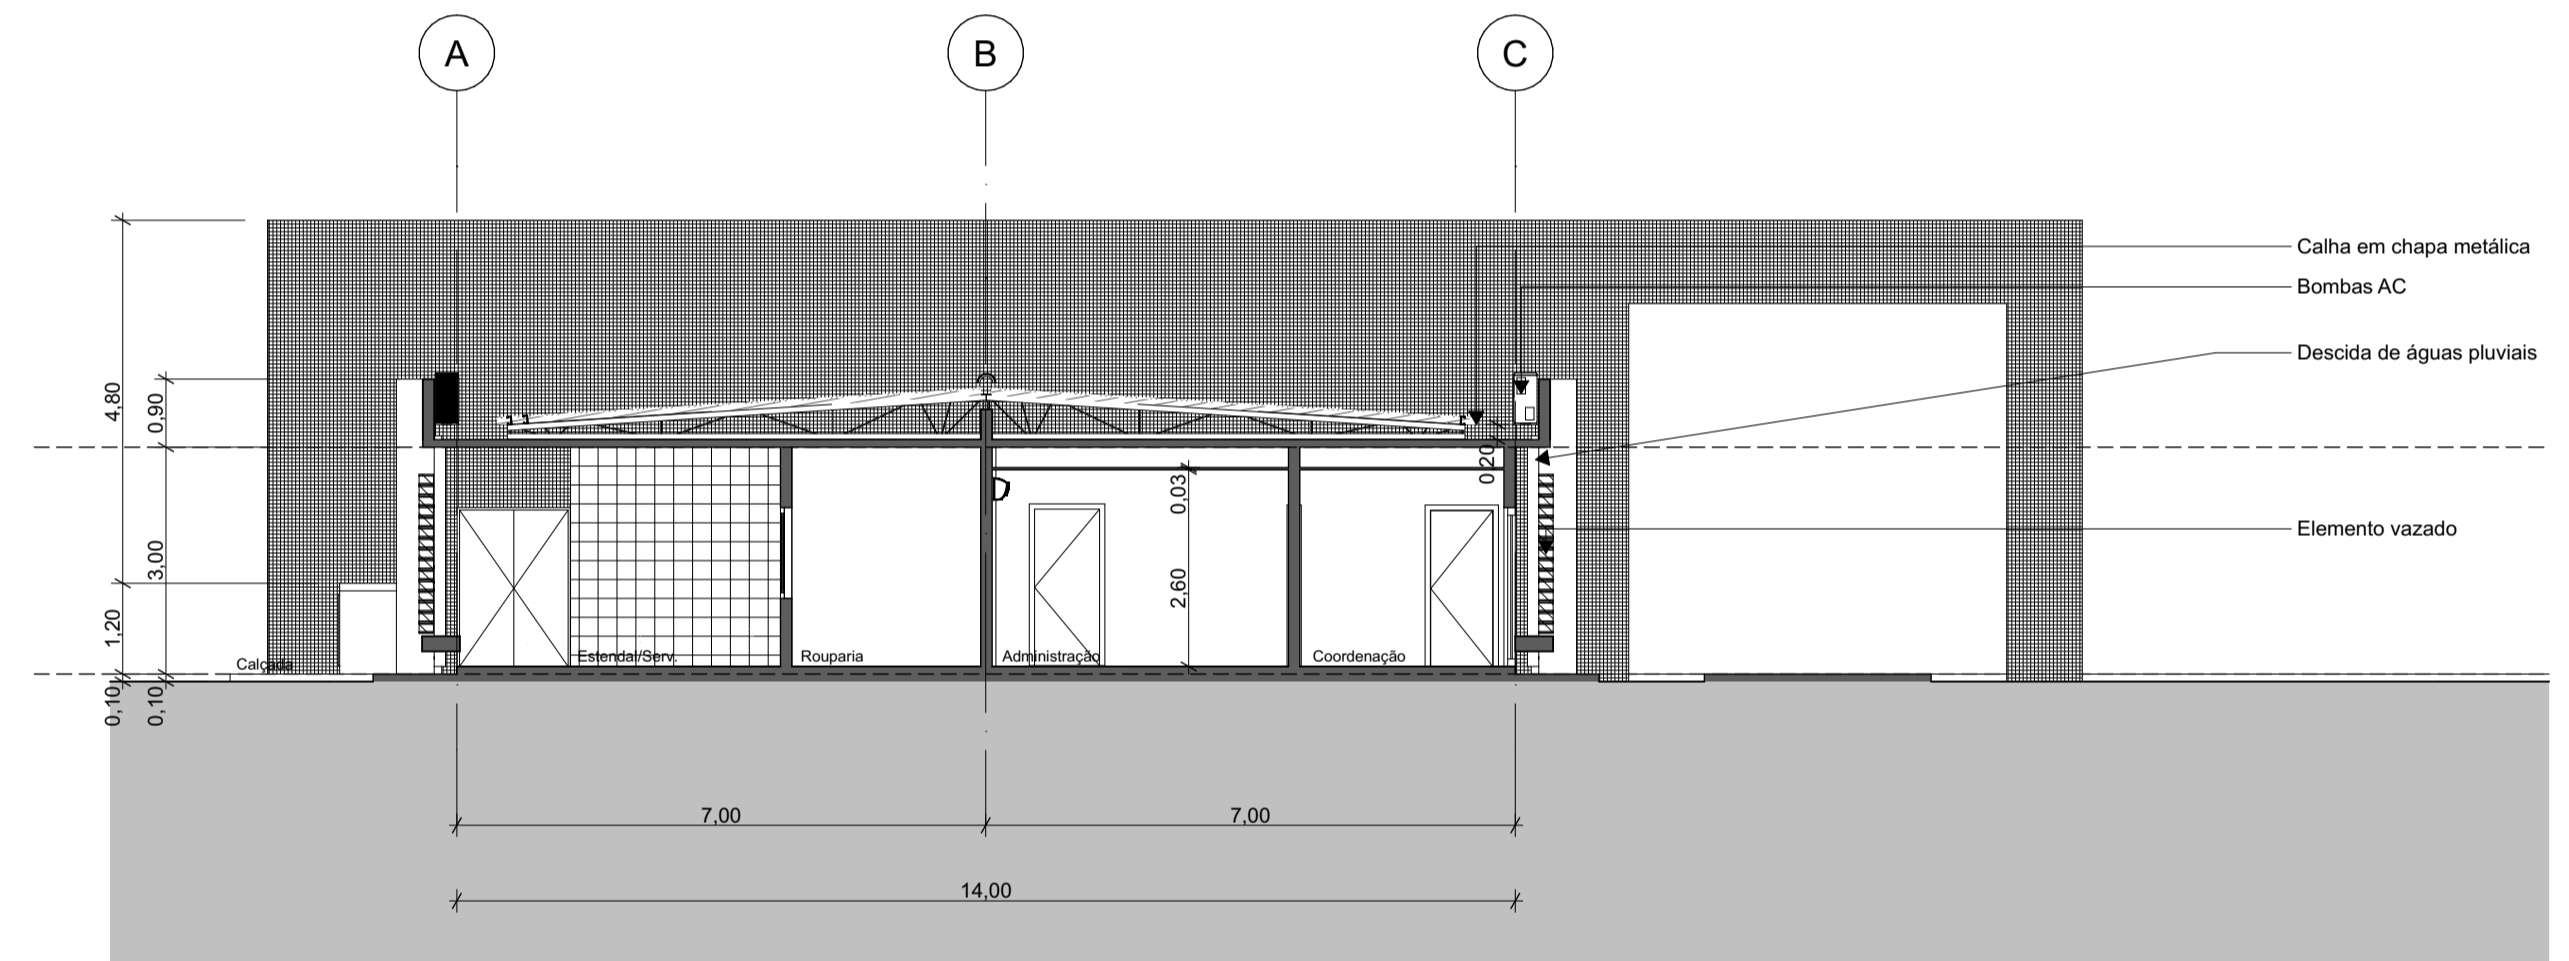 A
B
C
Calha em chapa metálica
Bombas AC
Descida de águas pluviais
4,80
0,90
0,20
0,03
Elemento vazado
3,00
2,60
1,20
Calçada
Estendal/Serv.
Rouparia
Administração
Coordenação
0,10
0,10
7,00
7,00
14,00